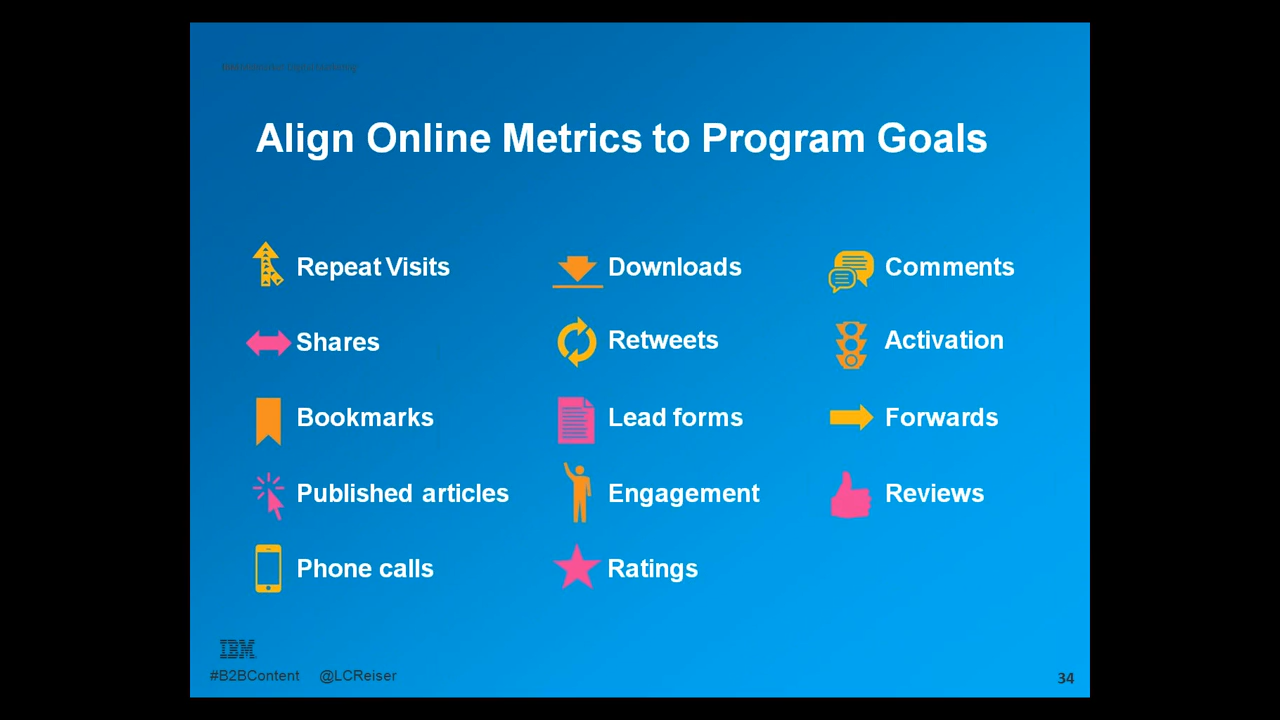 Align Online Metrics to Program Goals
Repeat Visits
Downloads
Comments
Shares
Retweets
Activation
Bookmarks
Lead forms
Forwards
Published articles
Engagement
Reviews
Phone calls
Ratings
IBM
#B2BContent @LCReiser
34